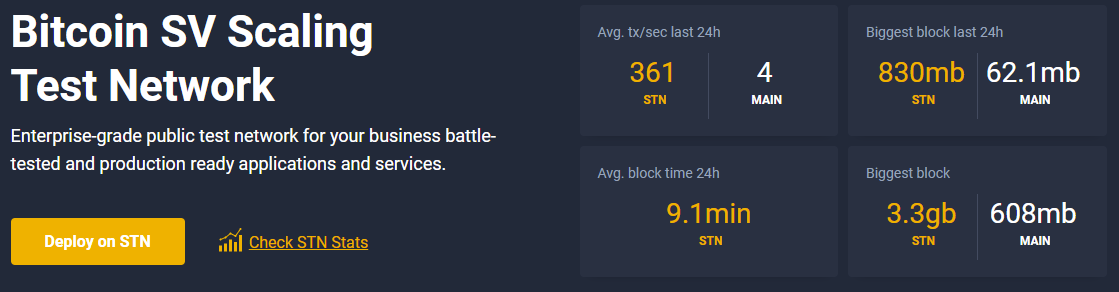 Bitcoin SV Scaling
Test Network
Enterprise-grade public test network for your business battle-
tested and production ready applications and services.
Deploy on STN
Check STN Stats
Avg. tx/sec last 24h
361
STN
4
MAIN
Biggest block last 24h
830mb
STN
62.1mb
MAIN
Avg. block time 24h
9.1min
STN
Biggest block
3.3gb
STN
608mb
MAIN